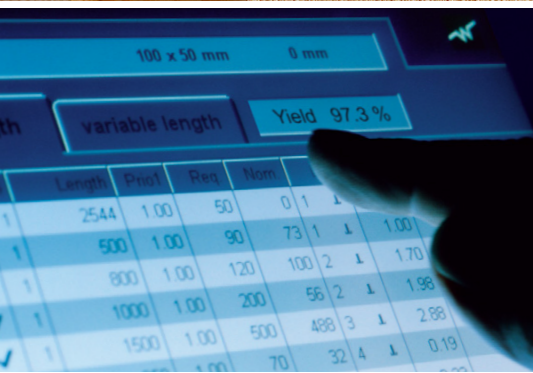 100 x 50 mm 0 mm
variable length Yield 97.3 %
Length Prio1 Req Nom
1 2544 1.00 50 0 1
1 500 1.00 90 73 1 1.00
1 800 1.00 120 100 2 1.70
1 1000 1.00 200 56 2 1.98
1 1500 1.00 500 488 3 2.88
1.00 70 32 4 0.19